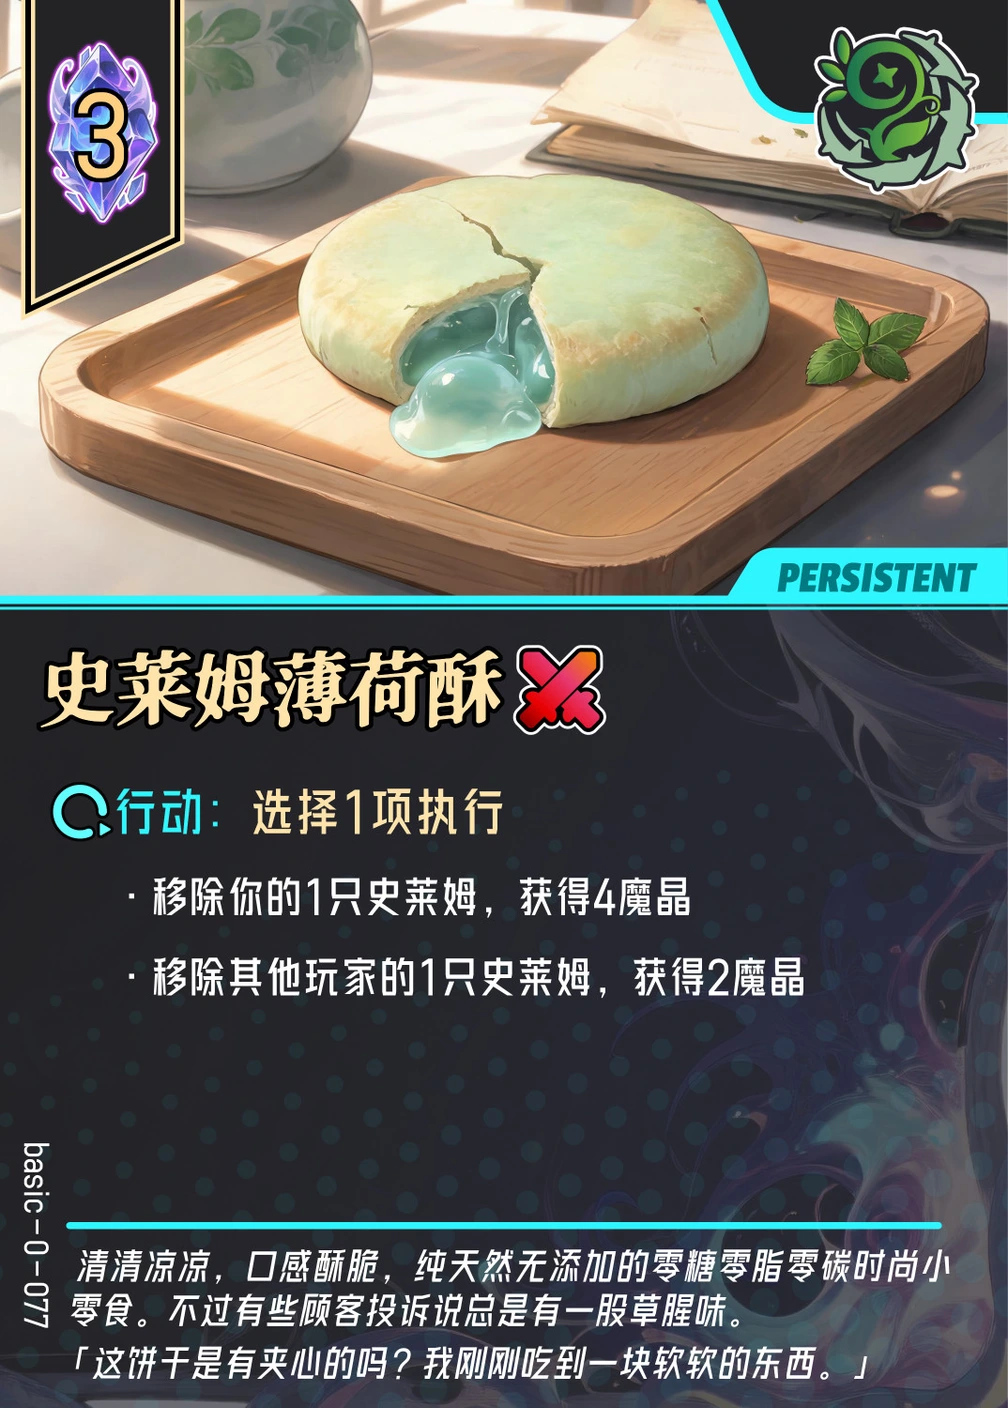 3
PERSISTENT
史莱姆薄荷酥
行动：选择1项执行
·移除你的1只史莱姆，获得4魔晶
·移除其他玩家的1只史莱姆，获得2魔晶
basic-0-077
清清凉凉，口感酥脆，纯天然无添加的零糖零脂零碳时尚小
零食。不过有些顾客投诉说总是有一股草腥味。
「这饼干是有夹心的吗？我刚刚吃到一块软软的东西。」